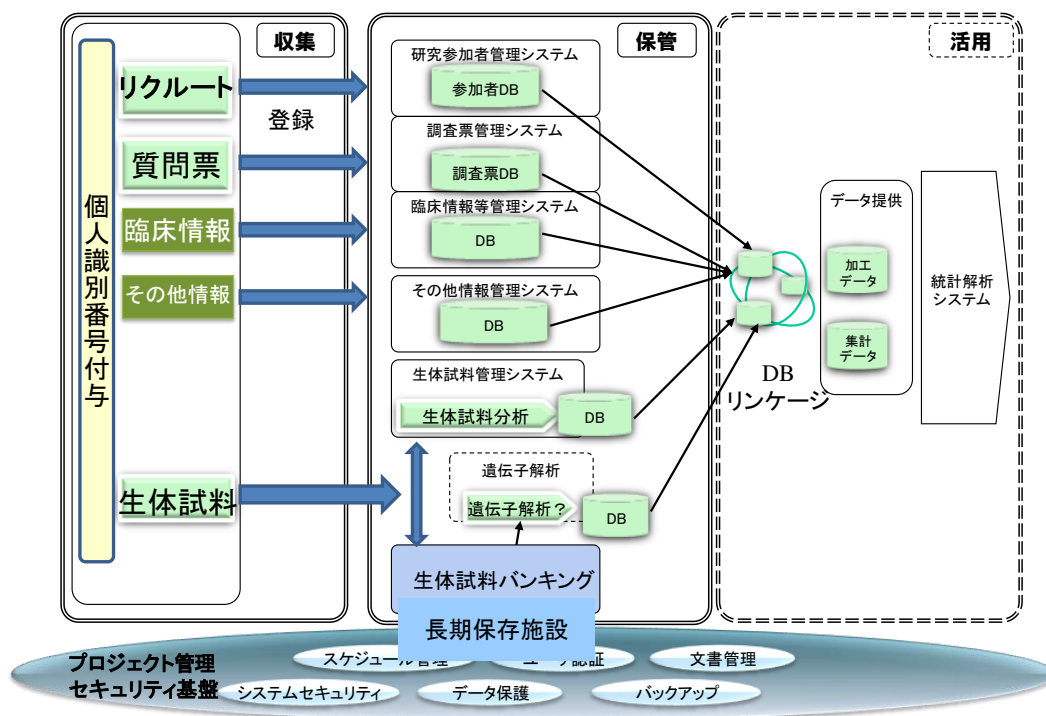 収集
個人識別番号付与
リクルート
質問票
臨床情報
その他情報
生体試料
登録
保管
研究参加者管理システム
参加者DB
調査票管理システム
調査票DB
臨床情報等管理システム
DB
その他情報管理システム
DB
生体試料管理システム
生体試料分析
DB
遺伝子解析
遺伝子解析？
DB
生体試料バンキング
長期保存施設
活用
DB
リンケージ
データ提供
加工
データ
集計
データ
統計解析
システム
プロジェクト管理
セキュリティ基盤
スケジュール管理
文書管理
システムセキュリティ
データ保護
バックアップ